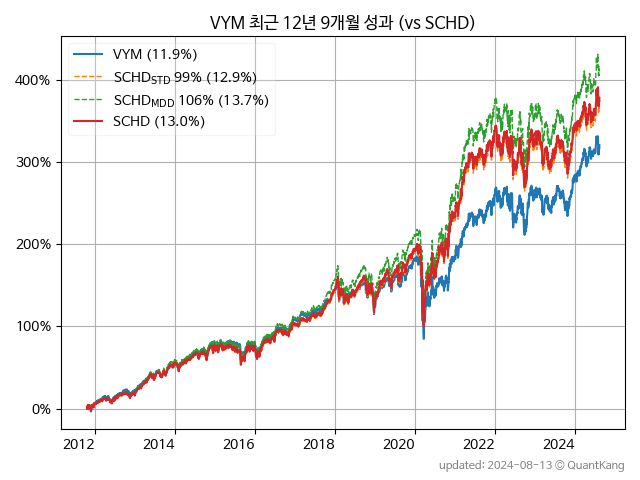 VYM 최근 12년 9개월 성과 (vs SCHD)
VYM (11.9%)
SCHD_STD 99% (12.9%)
SCHD_MDD 106% (13.7%)
SCHD (13.0%)
400%
300%
200%
100%
0%
2012 2014 2016 2018 2020 2022 2024
updated: 2024-08-13 © QuantKang